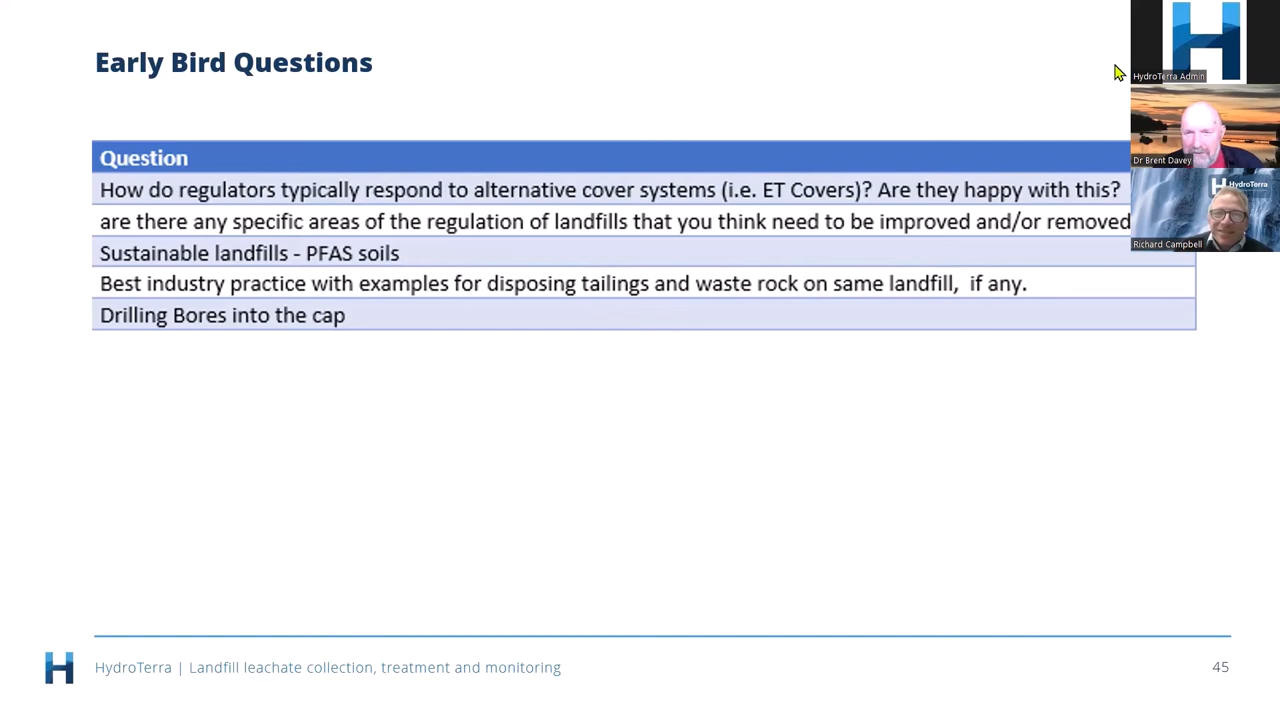 Early Bird Questions
HydroTerra Admin
Dr Brent Davey
HydroTerra
Richard Campbell
Question
How do regulators typically respond to alternative cover systems (i.e. ET Covers)? Are they happy with this?
are there any specific areas of the regulation of landfills that you think need to be improved and/or removed
Sustainable landfills - PFAS soils
Best industry practice with examples for disposing tailings and waste rock on same landfill, if any.
Drilling Bores into the cap
HydroTerra | Landfill leachate collection, treatment and monitoring
45